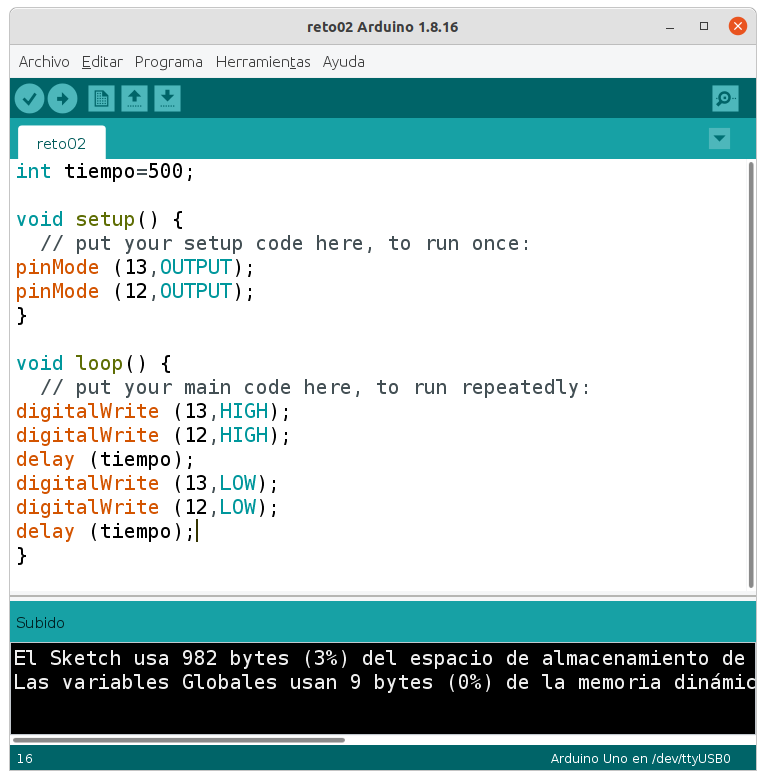 reto02 Arduino 1.8.16
Archivo Editar Programa Herramientas Ayuda
reto02
int tiempo=500;
void setup() {
// put your setup code here, to run once:
pinMode (13,OUTPUT);
pinMode (12,OUTPUT);
}
void loop() {
// put your main code here, to run repeatedly:
digitalWrite (13,HIGH);
digitalWrite (12,HIGH);
delay (tiempo);
digitalWrite (13,LOW);
digitalWrite (12,LOW);
delay (tiempo);
}
Subido
El Sketch usa 982 bytes (3%) del espacio de almacenamiento de
Las variables Globales usan 9 bytes (0%) de la memoria dinámic
16
Arduino Uno en /dev/ttyUSB0